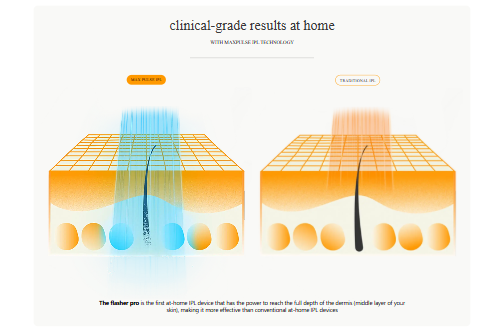 clinical-grade results at home
WITH MAXPULSE IPL TECHNOLOGY
MAX PULSE IPL
TRADITIONAL IPL
The flasher pro is the first at-home IPL device that has the power to reach the full depth of the dermis (middle layer of your
skin), making it more effective than conventional at-home IPL devices